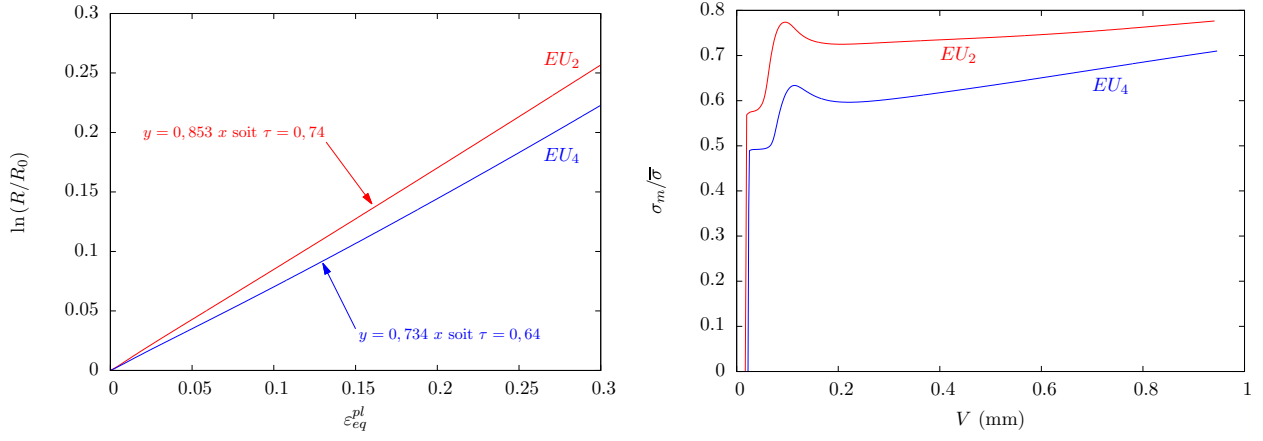 0.3
0.25
0.2
0.15
0.1
0.05
0
ln (R/R₀)
EU₂
y = 0,853 x soit τ = 0,74
EU₄
y = 0,734 x soit τ = 0,64
0 0.05 0.1 0.15 0.2 0.25 0.3
ε_{eq}^{pl}
0.8
0.7
0.6
0.5
0.4
0.3
0.2
0.1
0
σₘ/σ̅
EU₂
EU₄
0 0.2 0.4 0.6 0.8 1
V (mm)